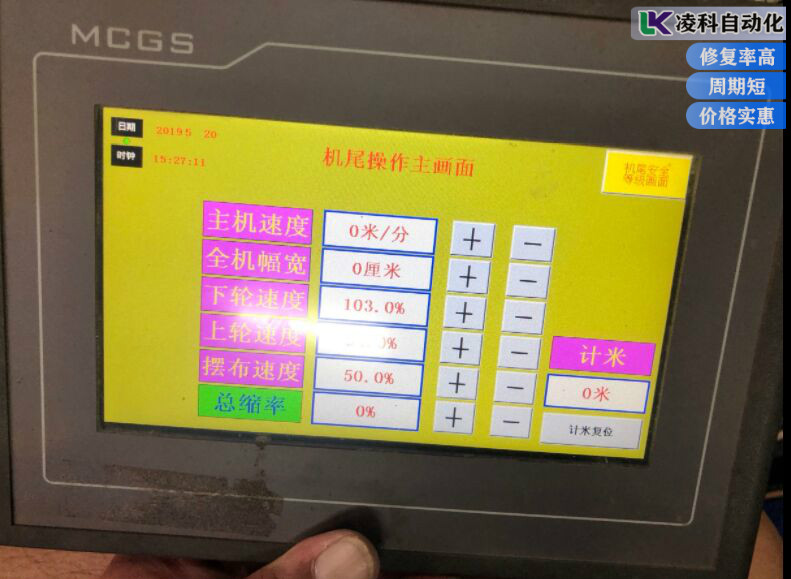 MCGS
凌科自动化
修复率高
周期短
价格实惠
日期 2019 5 20
时钟 15:27:11
机尾操作主画面
机尾安全
等级画面
主机速度 0米/分 + -
全机幅宽 0厘米 + -
下轮速度 103.0% + -
上轮速度 0% + -
摆布速度 50.0% + -
总缩率 0% + -
计米
0米
计米复位